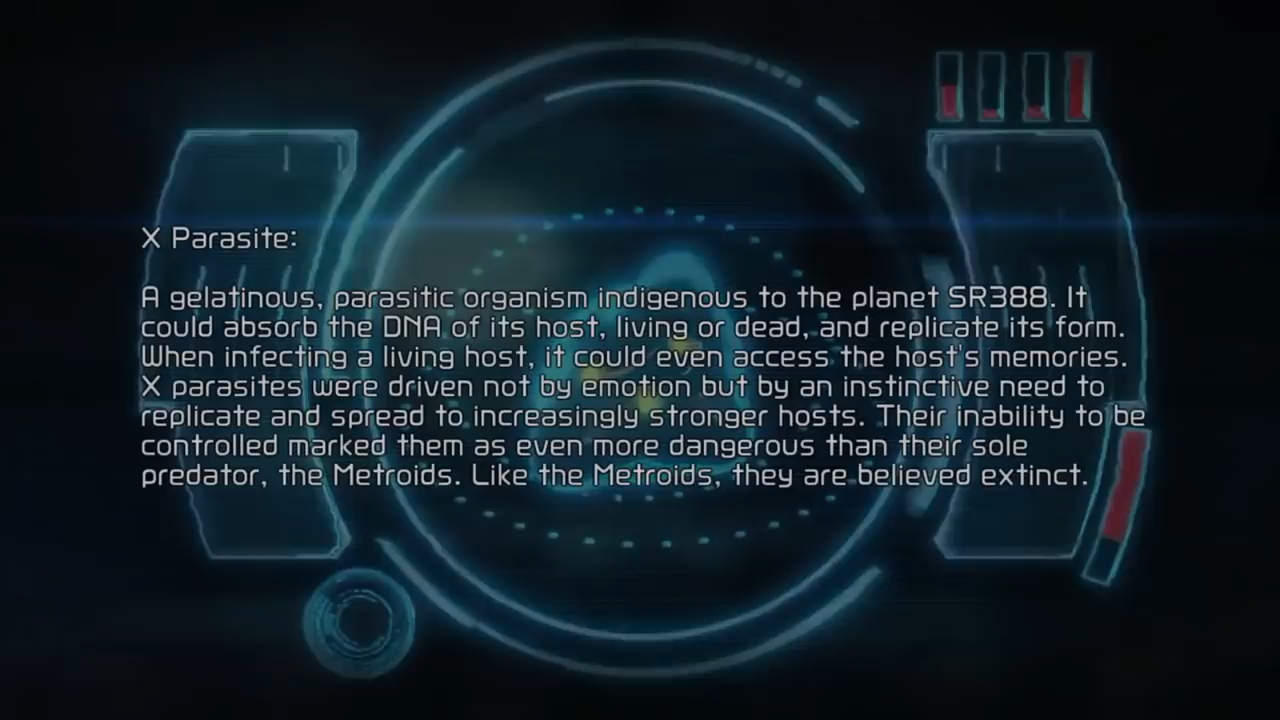 X Parasite:
A gelatinous, parasitic organism indigenous to the planet SR388. It
could absorb the DNA of its host, living or dead, and replicate its form.
When infecting a living host, it could even access the host's memories.
X parasites were driven not by emotion but by an instinctive need to
replicate and spread to increasingly stronger hosts. Their inability to be
controlled marked them as even more dangerous than their sole
predator, the Metroids. Like the Metroids, they are believed extinct.